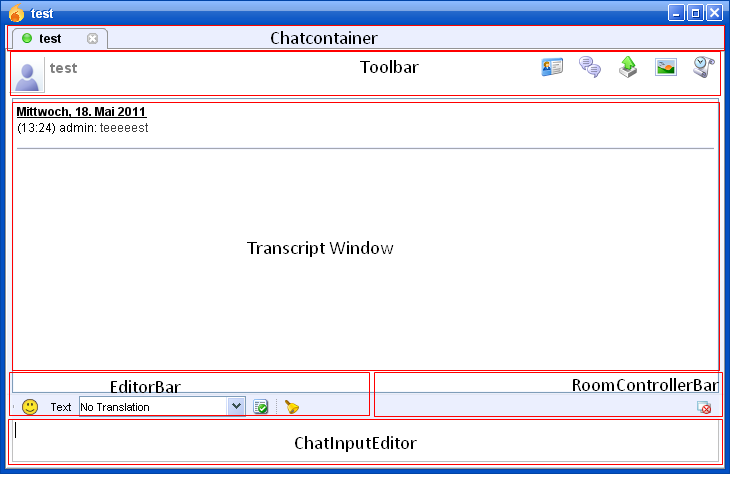 test
test Chatcontainer
test Toolbar
Mittwoch, 18. Mai 2011
(13:24) admin: teeeeest
Transcript Window
EditorBar RoomControllerBar
Text No Translation
ChatInputEditor